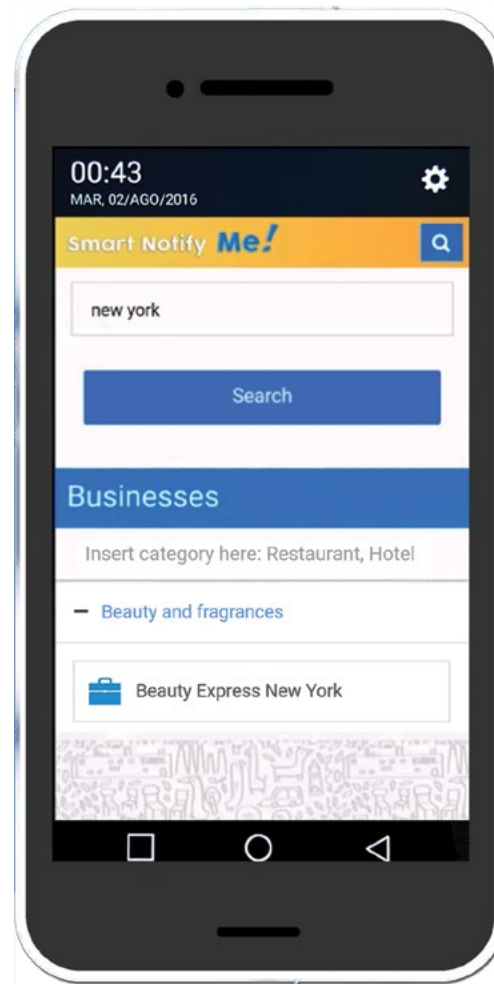 00:43
MAR, 02/AGO/2016
Smart Notify Me!
new york
Search
Businesses
Insert category here: Restaurant, Hotel
Beauty and fragrances
Beauty Express New York